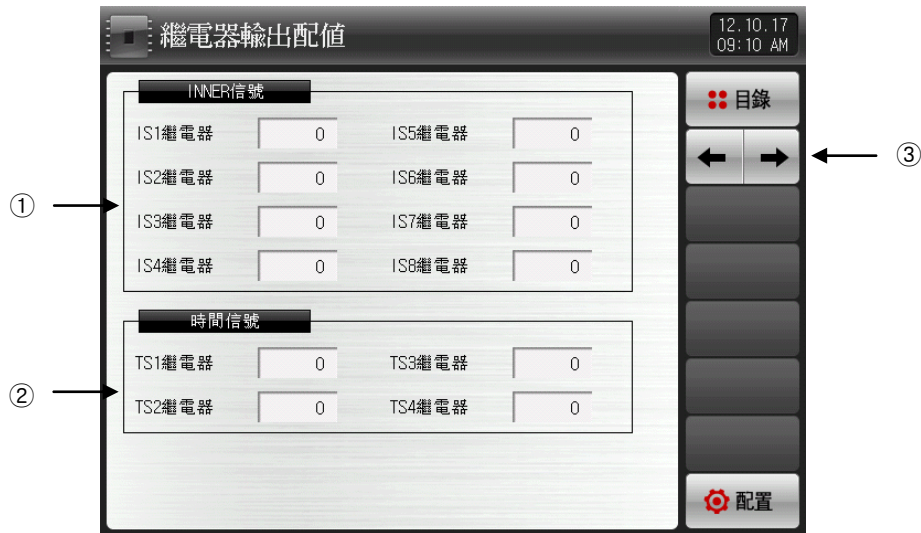 繼電器輸出配値
12.10.17
09:10 AM
INNER信號
IS1繼電器 0 IS5繼電器 0
IS2繼電器 0 IS6繼電器 0
IS3繼電器 0 IS7繼電器 0
IS4繼電器 0 IS8繼電器 0
時間信號
TS1繼電器 0 TS3繼電器 0
TS2繼電器 0 TS4繼電器 0
目錄
配置
①
②
③